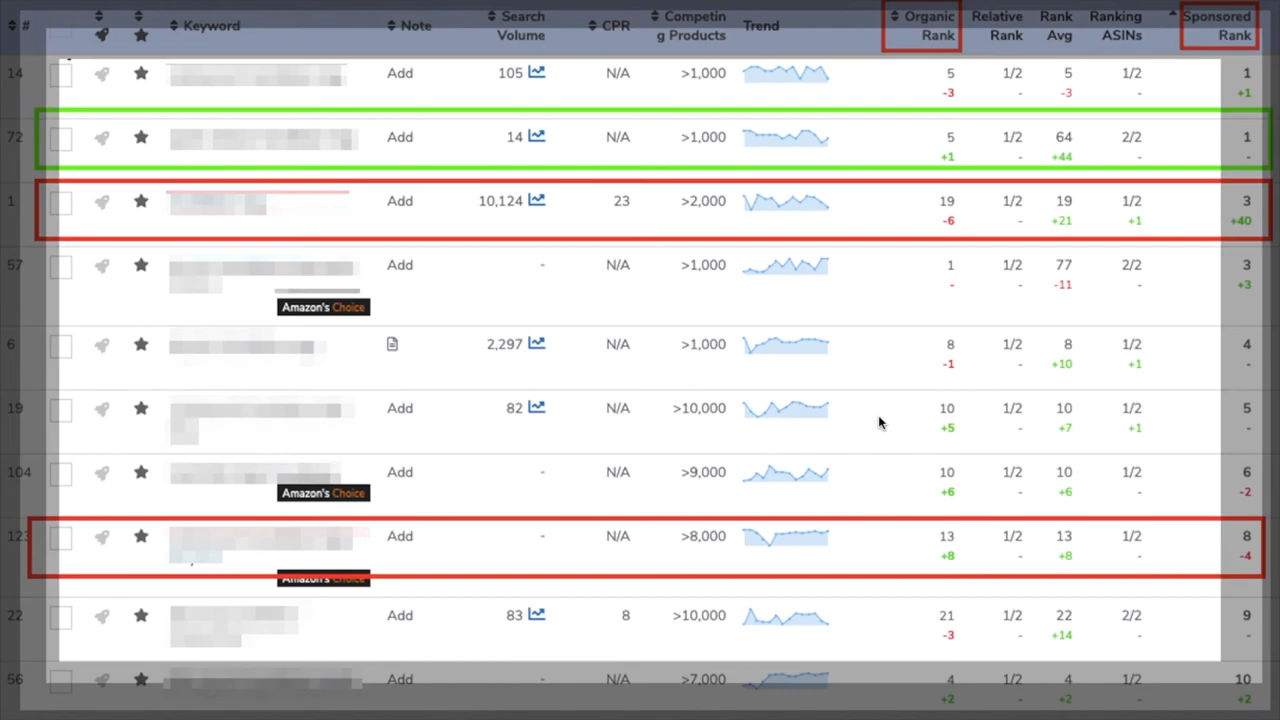 # Keyword Note Search Volume CPR Competin g Products Trend Organic Rank Relative Rank Rank Avg Ranking ASINs Sponsored Rank
14 Add 105 N/A >1,000 5 1/2 5 1/2 1
-3 - -3 - +1
72 Add 14 N/A >1,000 5 1/2 64 2/2 1
+1 - +44 - -
1 Add 10,124 23 >2,000 19 1/2 19 1/2 3
-6 - +21 +1 +40
57 Add - N/A >1,000 1 1/2 77 2/2 3
- - -11 - +3
Amazon's Choice
6 2,297 N/A >1,000 8 1/2 8 1/2 4
-1 - +10 +1 -
19 Add 82 N/A >10,000 10 1/2 10 1/2 5
+5 - +7 +1 -
104 Add - N/A >9,000 10 1/2 10 1/2 6
+6 - +6 - -2
Amazon's Choice
123 Add - N/A >8,000 13 1/2 13 1/2 8
+8 - +8 - -4
Amazon's Choice
22 Add 83 8 >10,000 21 1/2 22 2/2 9
-3 - +14 - -
56 Add - N/A >7,000 4 1/2 4 1/2 10
+2 - +2 - +2